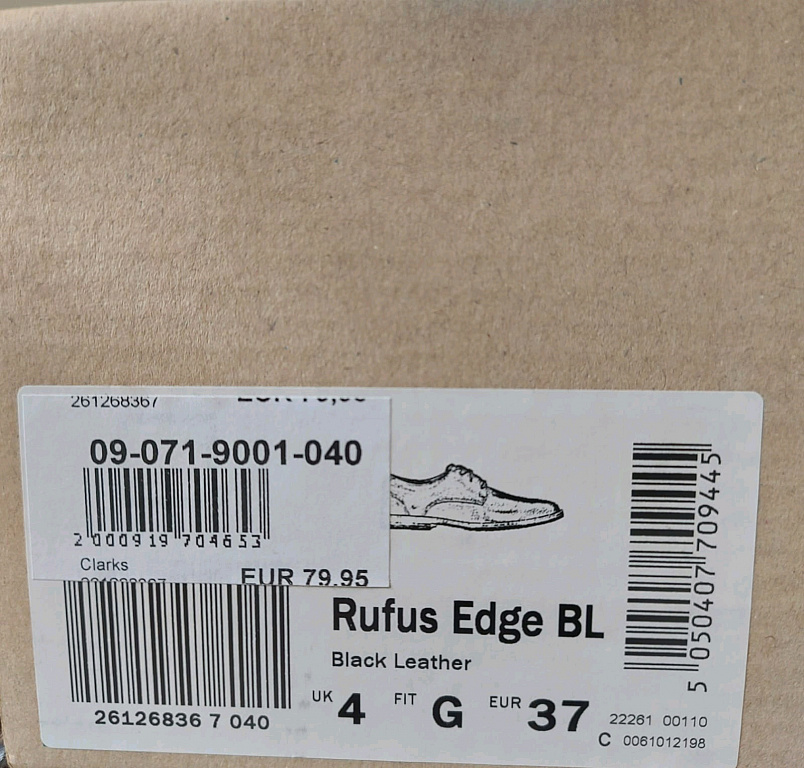 261268367
09-071-9001-040
2 000919 704653
Clarks
EUR 79.95
Rufus Edge BL
Black Leather
UK 4 FIT G EUR 37
26126836 7 040
5 050407 709445
22261 00110
C 0061012198